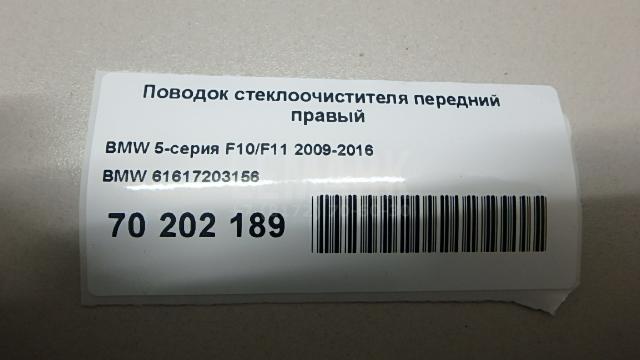 Поводок стеклоочистителя передний
правый
BMW 5-серия F10/F11 2009-2016
BMW 61617203156
70 202 189